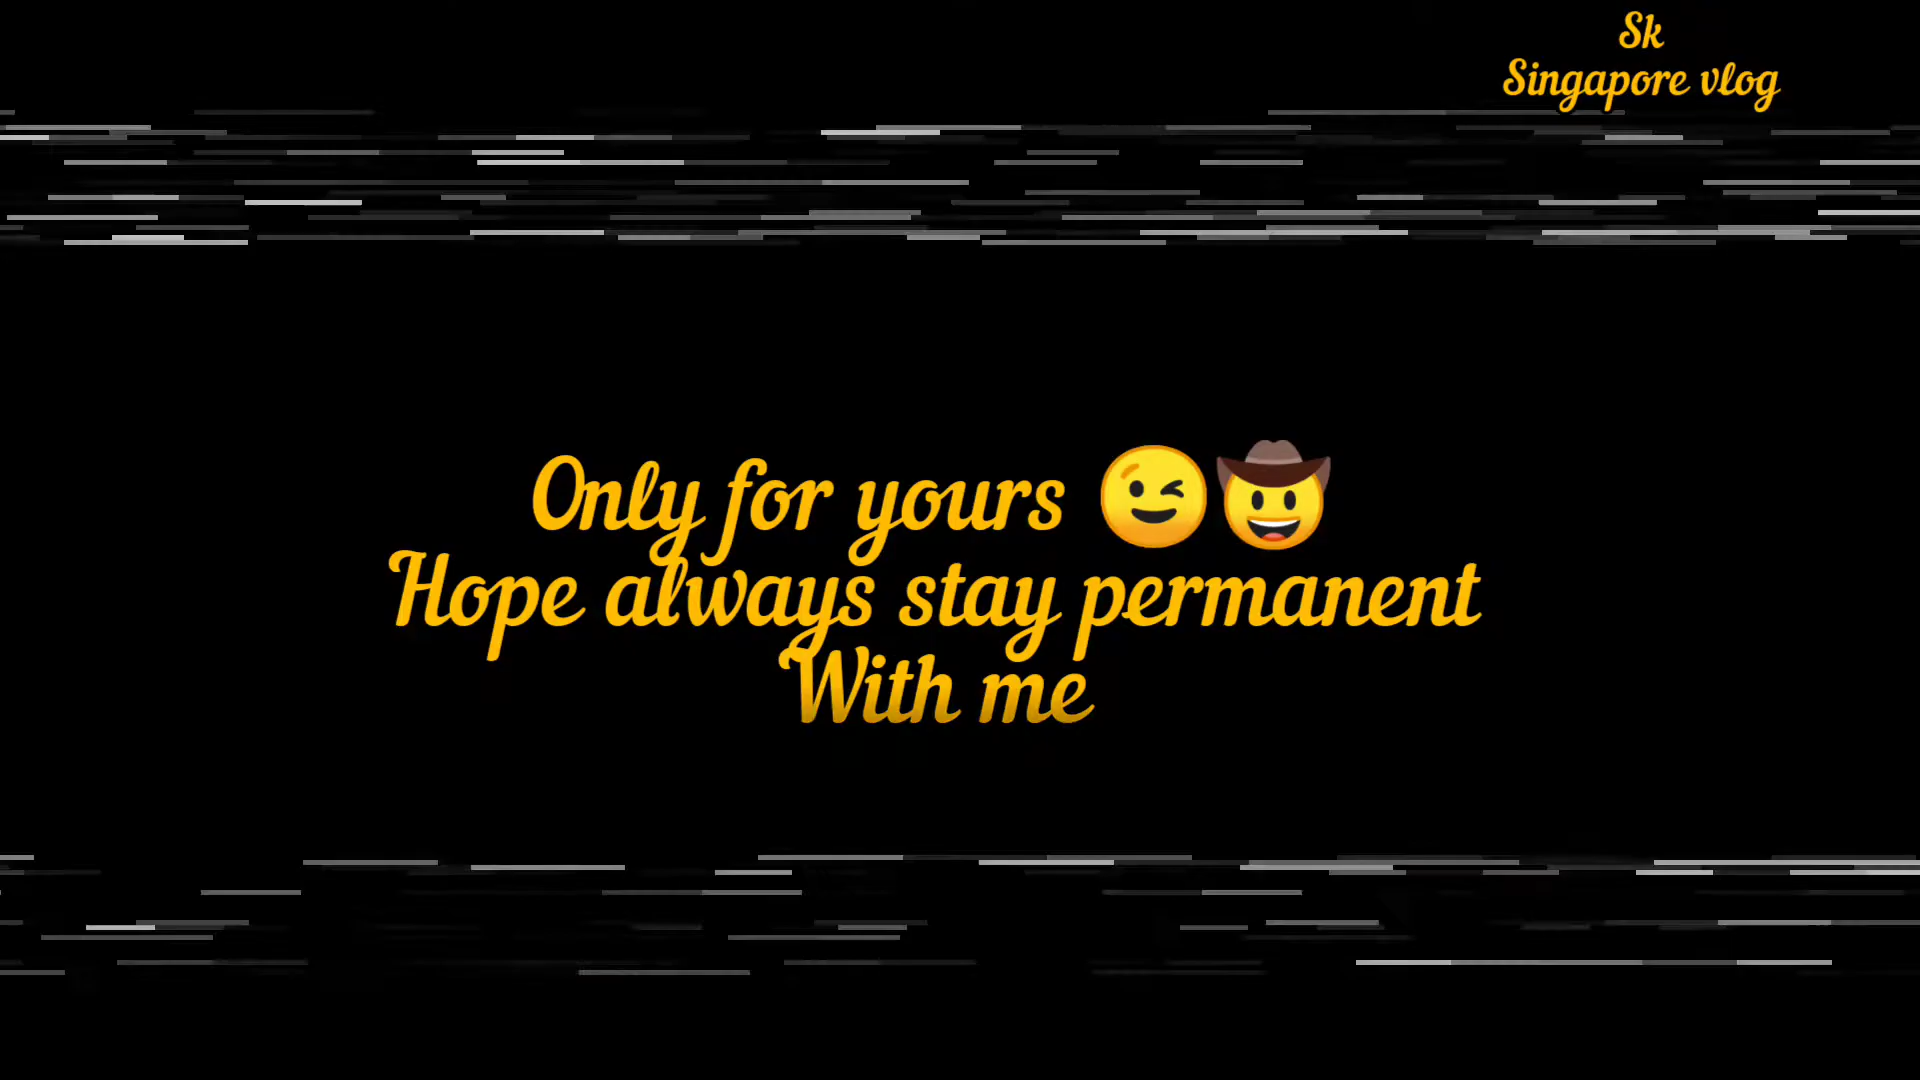 Sk
Singapore vlog
Only for yours 😉🤠
Hope always stay permanent
With me